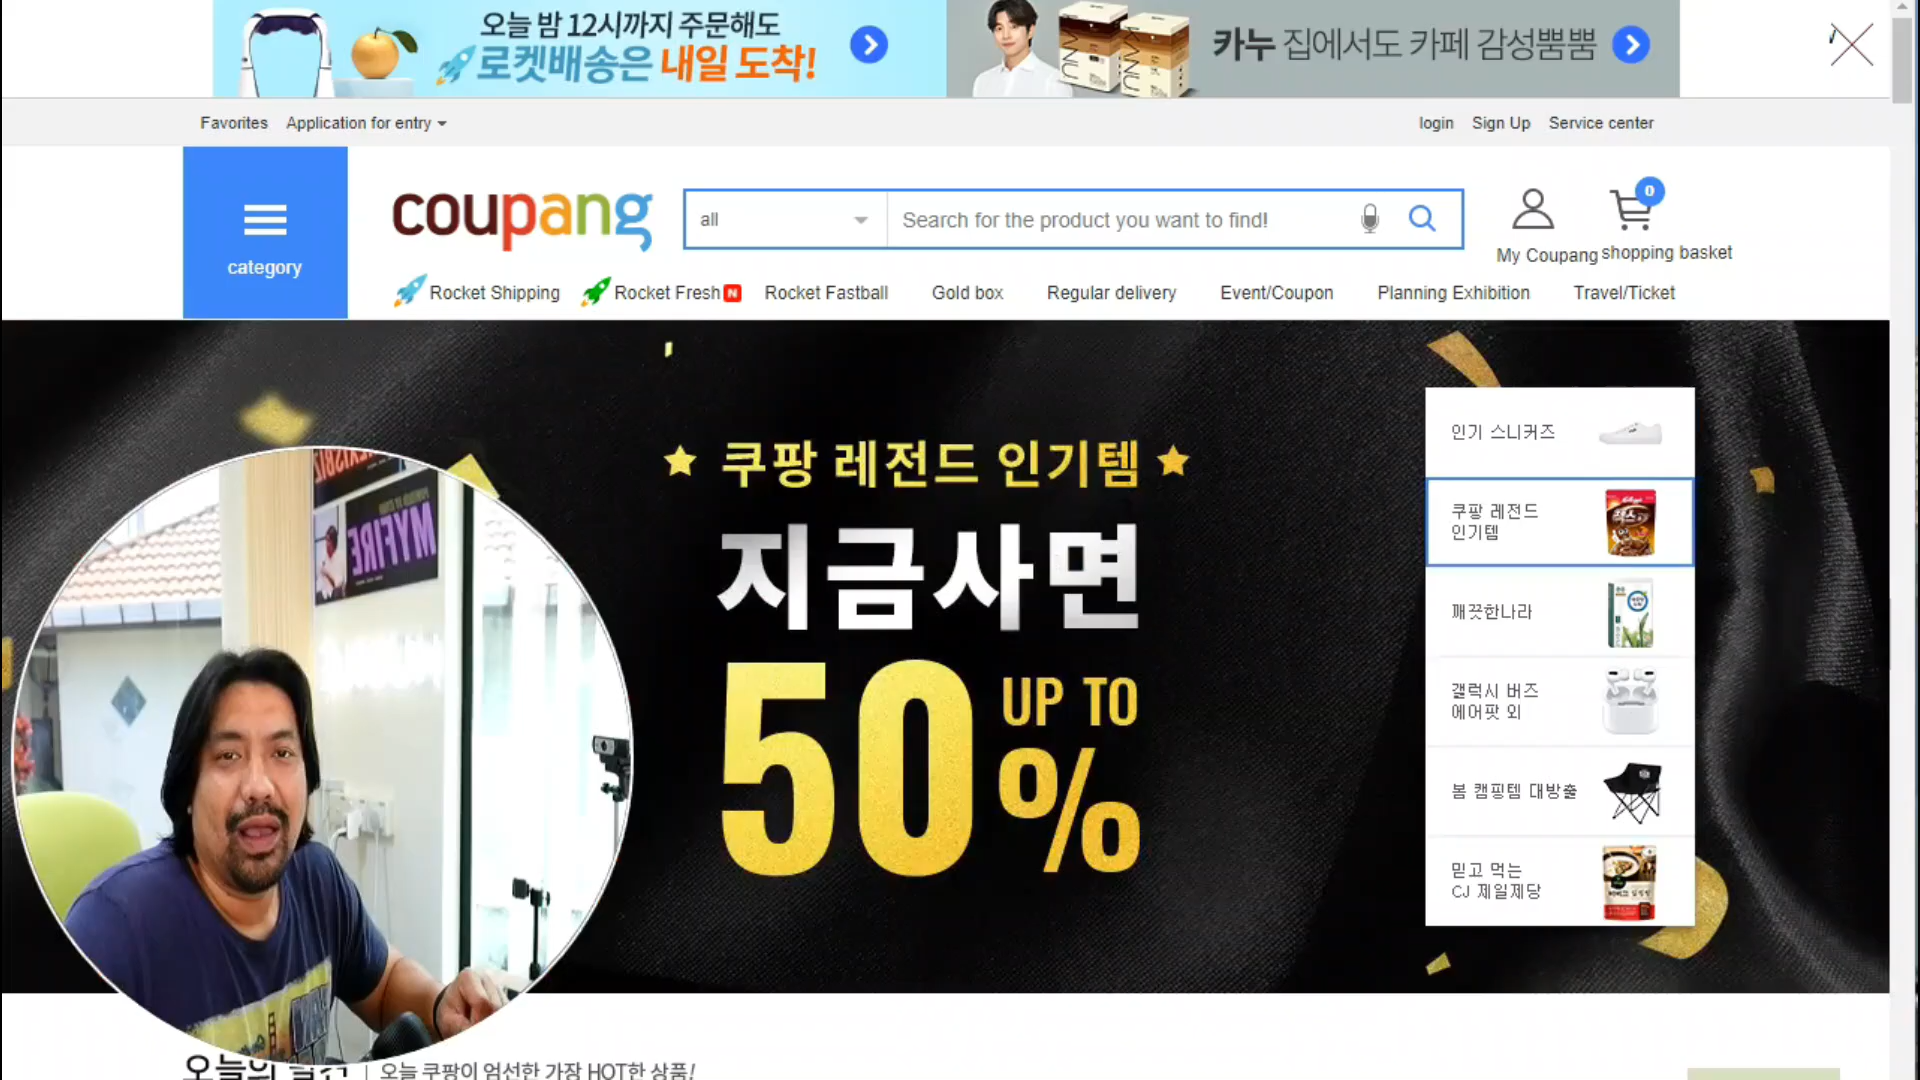 오늘 밤 12시까지 주문해도
로켓배송은 내일 도착!
카누 집에서도 카페 감성뿜뿜
Favorites Application for entry
login Sign Up Service center
category
coupang
all
Search for the product you want to find!
0
My Coupang
shopping basket
Rocket Shipping
Rocket Fresh N
Rocket Fastball
Gold box
Regular delivery
Event/Coupon
Planning Exhibition
Travel/Ticket
쿠팡 레전드 인기템
지금사면
50 UP TO %
인기 스니커즈
쿠팡 레전드
인기템
깨끗한나라
갤럭시 버즈
에어팟 외
봄 캠핑템 대방출
믿고 먹는
CJ 제일제당
MYFIRE
오늘의
오늘 쿠팡이 엄선한 가장 HOT한 상품!